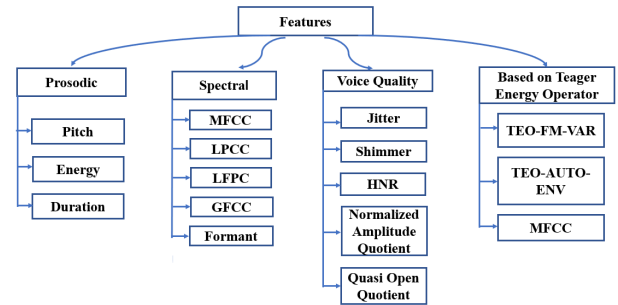 Features
Prosodic
Pitch
Energy
Duration
Spectral
MFCC
LPCC
LFPC
GFCC
Formant
Voice Quality
Jitter
Shimmer
HNR
Normalized
Amplitude
Quotient
Quasi Open
Quotient
Based on Teager
Energy Operator
TEO-FM-VAR
TEO-AUTO-
ENV
MFCC